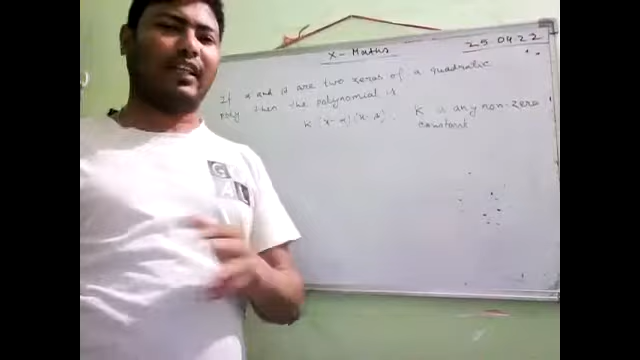 X - Maths
25.04.22
If α and β are two zeros of a quadratic
poly then the polynomial is
K (x-α) (x-β). K is any non-zero
constant
GOAL